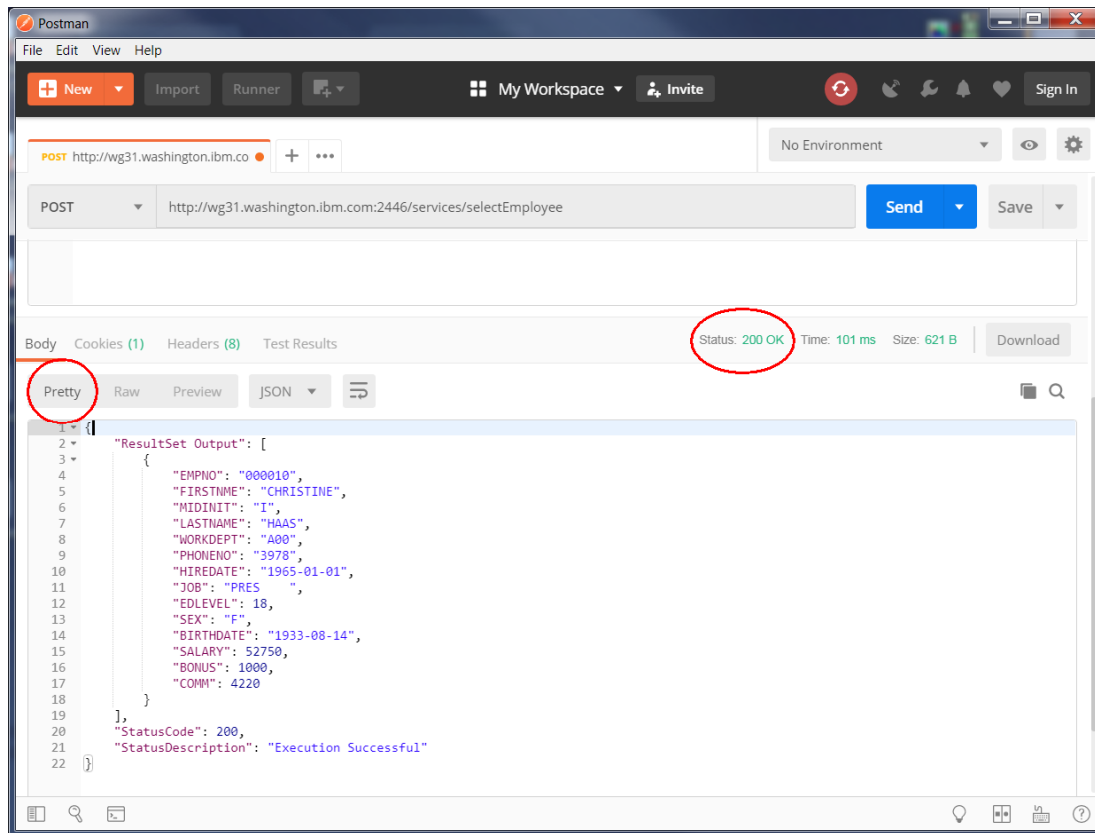 Postman
File Edit View Help
New Import Runner My Workspace Invite Sign In
POST http://wg31.washington.ibm.co + ••• No Environment
POST http://wg31.washington.ibm.com:2446/services/selectEmployee Send Save
Body Cookies (1) Headers (8) Test Results Status: 200 OK Time: 101 ms Size: 621 B Download
Pretty Raw Preview JSON
1 {
2 "ResultSet Output": [
3 {
4 "EMPNO": "000010",
5 "FIRSTNME": "CHRISTINE",
6 "MIDINIT": "I",
7 "LASTNAME": "HAAS",
8 "WORKDEPT": "A00",
9 "PHONENO": "3978",
10 "HIREDATE": "1965-01-01",
11 "JOB": "PRES    ",
12 "EDLEVEL": 18,
13 "SEX": "F",
14 "BIRTHDATE": "1933-08-14",
15 "SALARY": 52750,
16 "BONUS": 1000,
17 "COMM": 4220
18 }
19 ],
20 "StatusCode": 200,
21 "StatusDescription": "Execution Successful"
22 }